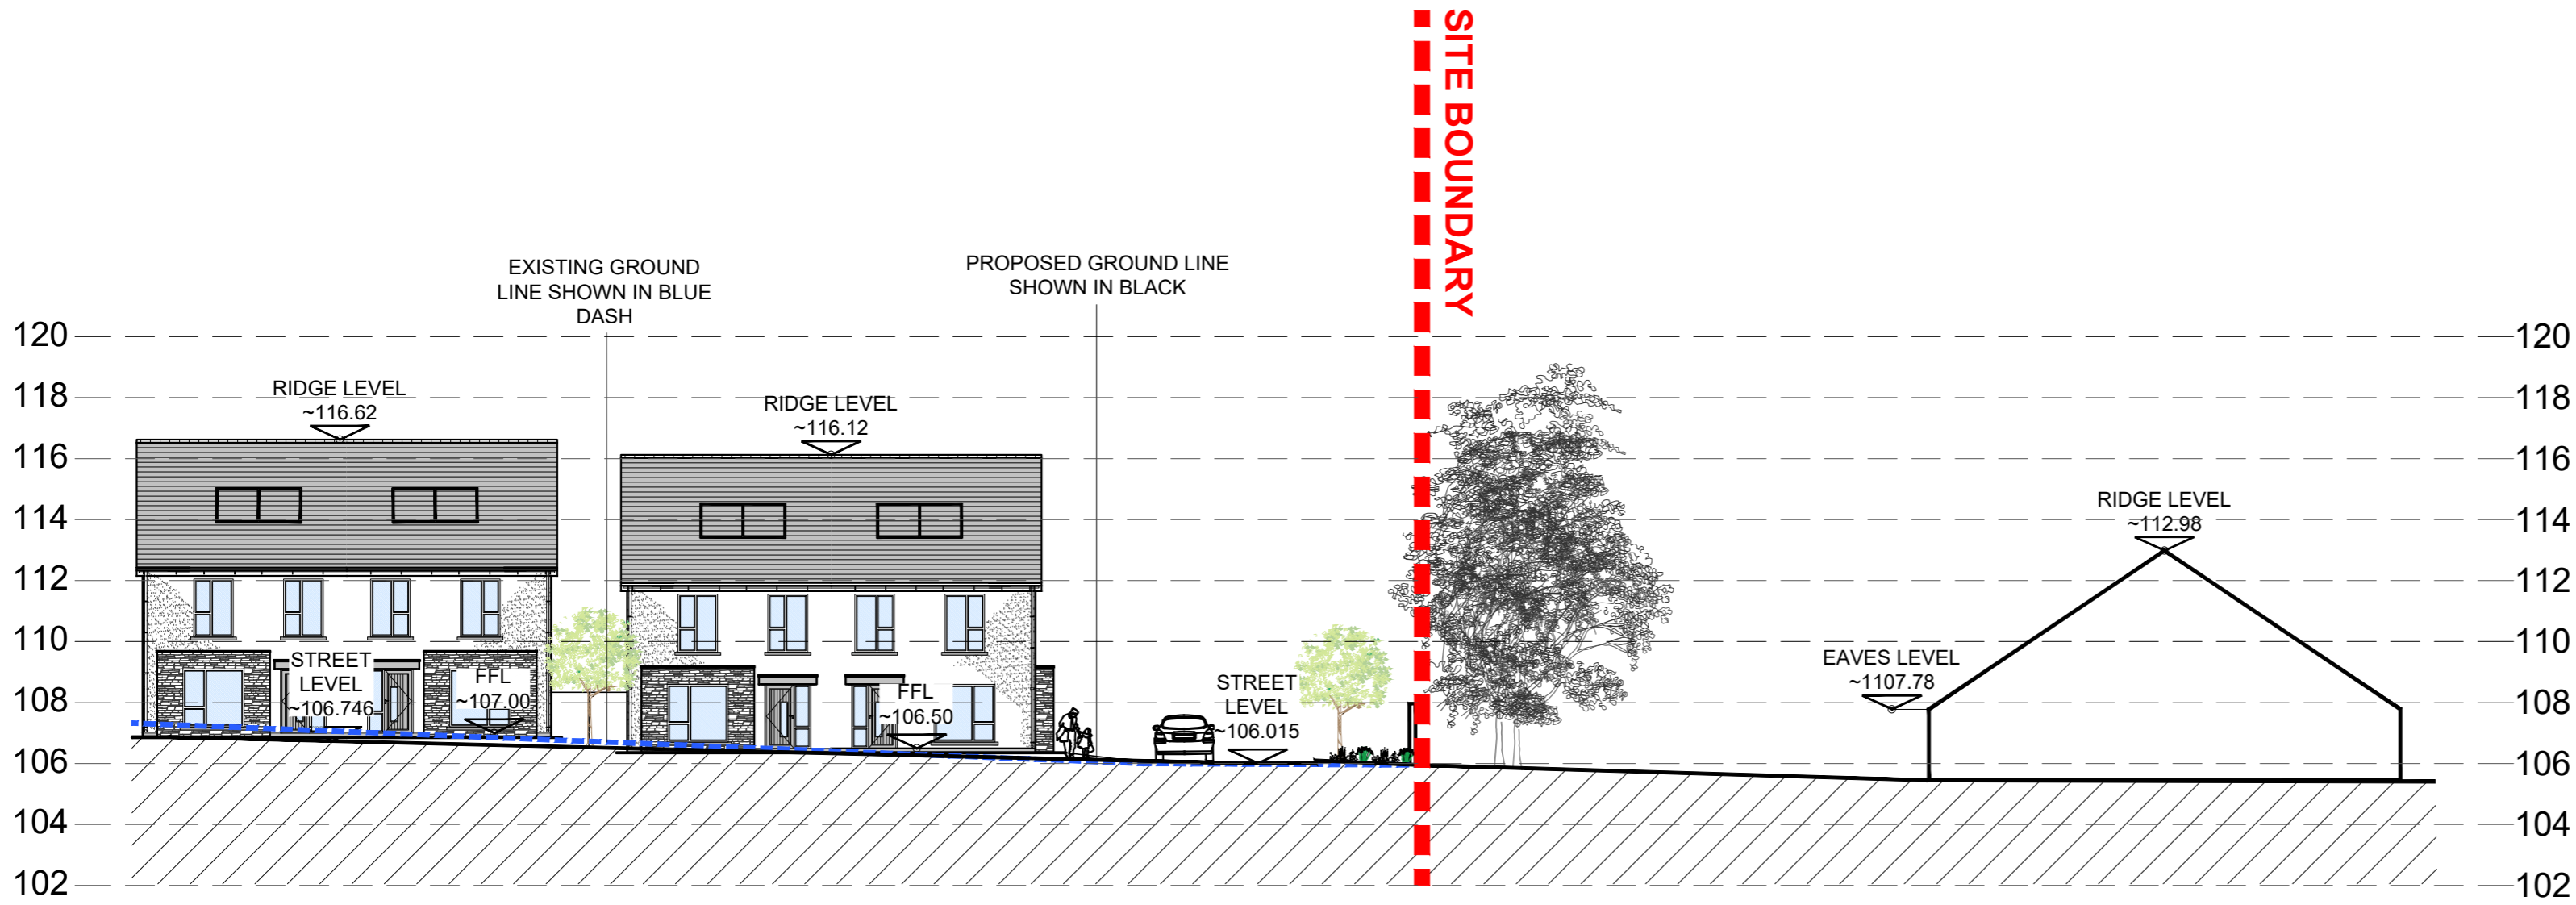 SITE BOUNDARY
EXISTING GROUND
LINE SHOWN IN BLUE
DASH
PROPOSED GROUND LINE
SHOWN IN BLACK
120
120
118
118
116
116
114
114
112
112
110
110
108
108
106
106
104
104
102
102
RIDGE LEVEL
~116.62
RIDGE LEVEL
~116.12
RIDGE LEVEL
~112.98
STREET
LEVEL
~106.746
FFL
~107.00
FFL
~106.50
STREET
LEVEL
~106.015
EAVES LEVEL
~1107.78